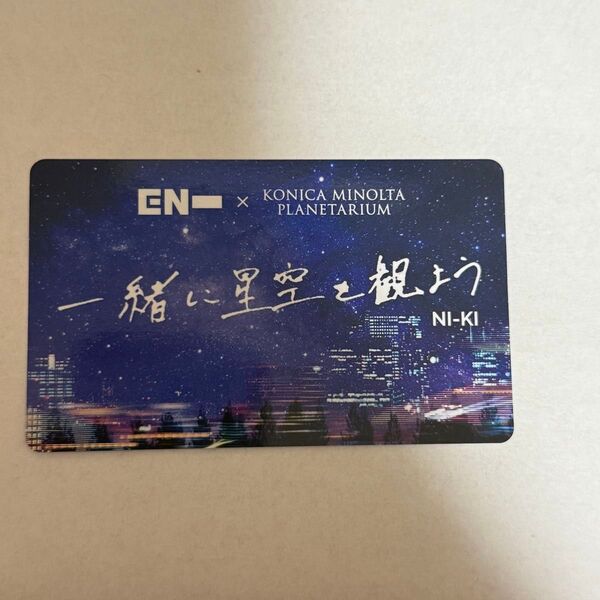 EN- × KONICA MINOLTA
PLANETARIUM
一緒に星空を観よう
NI-KI